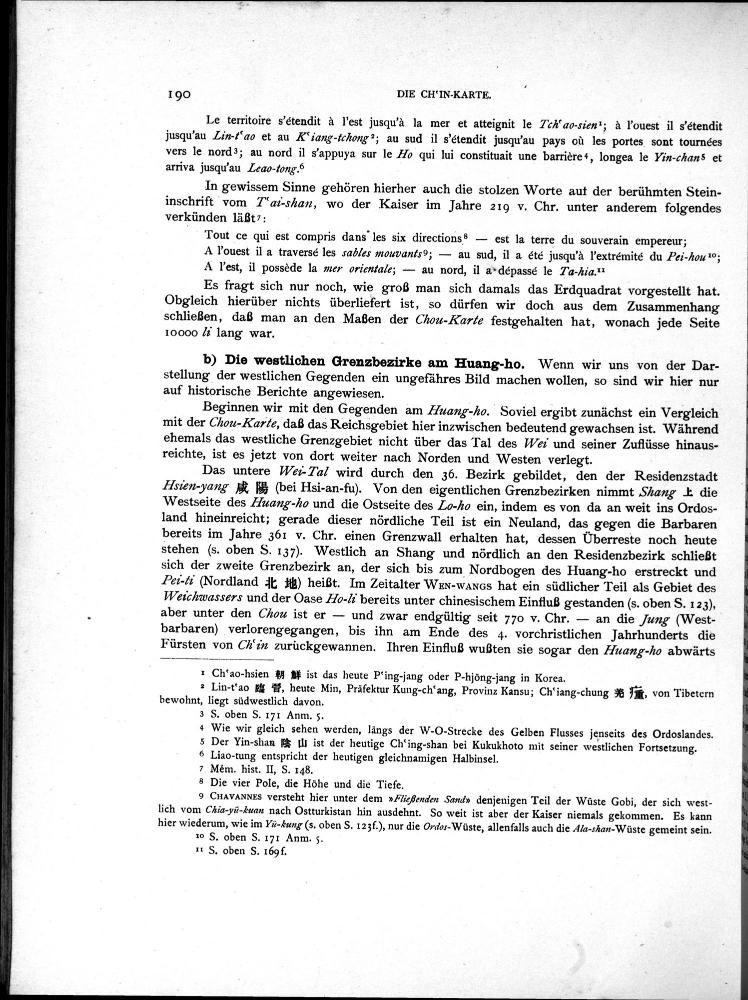 190
DIE CH‘IN-KARTE.
Le territoire s'étendit à l'est jusqu'à la mer et atteignit le Tch‘ao-sien¹; à l'ouest il s'étendit
jusqu'au Lin-t‘ao et au K‘iang-tchong²; au sud il s'étendit jusqu'au pays où les portes sont tournées
vers le nord³; au nord il s'appuya sur le Ho qui lui constituait une barrière⁴, longea le Yin-chan⁵ et
arriva jusqu'au Leao-tong.⁶
In gewissem Sinne gehören hierher auch die stolzen Worte auf der berühmten Stein-
inschrift vom T‘ai-shan, wo der Kaiser im Jahre 219 v. Chr. unter anderem folgendes
verkünden läßt⁷:
Tout ce qui est compris dans les six directions⁸ — est la terre du souverain empereur;
A l'ouest il a traversé les sables mouvants⁹; — au sud, il a été jusqu'à l'extrémité du Pei-hou¹⁰;
A l'est, il possède la mer orientale; — au nord, il a dépassé le Ta-hia.¹¹
Es fragt sich nur noch, wie groß man sich damals das Erdquadrat vorgestellt hat.
Obgleich hierüber nichts überliefert ist, so dürfen wir doch aus dem Zusammenhang
schließen, daß man an den Maßen der Chou-Karte festgehalten hat, wonach jede Seite
10000 li lang war.
b) Die westlichen Grenzbezirke am Huang-ho. Wenn wir uns von der Dar-
stellung der westlichen Gegenden ein ungefähres Bild machen wollen, so sind wir hier nur
auf historische Berichte angewiesen.
Beginnen wir mit den Gegenden am Huang-ho. Soviel ergibt zunächst ein Vergleich
mit der Chou-Karte, daß das Reichsgebiet hier inzwischen bedeutend gewachsen ist. Während
ehemals das westliche Grenzgebiet nicht über das Tal des Wei und seiner Zuflüsse hinaus-
reichte, ist es jetzt von dort weiter nach Norden und Westen verlegt.
Das untere Wei-Tal wird durch den 36. Bezirk gebildet, den der Residenzstadt
Hsien-yang 咸陽 (bei Hsi-an-fu). Von den eigentlichen Grenzbezirken nimmt Shang 上 die
Westseite des Huang-ho und die Ostseite des Lo-ho ein, indem es von da an weit ins Ordos-
land hineinreicht; gerade dieser nördliche Teil ist ein Neuland, das gegen die Barbaren
bereits im Jahre 361 v. Chr. einen Grenzwall erhalten hat, dessen Überreste noch heute
stehen (s. oben S. 137). Westlich an Shang und nördlich an den Residenzbezirk schließt
sich der zweite Grenzbezirk an, der sich bis zum Nordbogen des Huang-ho erstreckt und
Pei-ti (Nordland 北地) heißt. Im Zeitalter WEN-WANGS hat ein südlicher Teil als Gebiet des
Weichwassers und der Oase Ho-li bereits unter chinesischem Einfluß gestanden (s. oben S. 123),
aber unter den Chou ist er — und zwar endgültig seit 770 v. Chr. — an die Jung (West-
barbaren) verlorengegangen, bis ihn am Ende des 4. vorchristlichen Jahrhunderts die
Fürsten von Ch‘in zurückgewannen. Ihren Einfluß wußten sie sogar den Huang-ho abwärts
¹ Ch‘ao-hsien 朝鮮 ist das heute P‘ing-jang oder P-hjöng-jang in Korea.
² Lin-t‘ao 臨, heute Min, Präfektur Kung-ch‘ang, Provinz Kansu; Ch‘iang-chung 羌, von Tibetern
bewohnt, liegt südwestlich davon.
³ S. oben S. 171 Anm. 5.
⁴ Wie wir gleich sehen werden, längs der W-O-Strecke des Gelben Flusses jenseits des Ordoslandes.
⁵ Der Yin-shan 陰山 ist der heutige Ch‘ing-shan bei Kukukhoto mit seiner westlichen Fortsetzung.
⁶ Liao-tung entspricht der heutigen gleichnamigen Halbinsel.
⁷ Mém. hist. II, S. 148.
⁸ Die vier Pole, die Höhe und die Tiefe.
⁹ CHAVANNES versteht hier unter dem »Fließenden Sand« denjenigen Teil der Wüste Gobi, der sich west-
lich vom Chia-yü-kuan nach Ostturkistan hin ausdehnt. So weit ist aber der Kaiser niemals gekommen. Es kann
hier wiederum, wie im Yü-kung (s. oben S. 123f.), nur die Ordos-Wüste, allenfalls auch die Ala-shan-Wüste gemeint sein.
¹⁰ S. oben S. 171 Anm. 5.
¹¹ S. oben S. 169f.